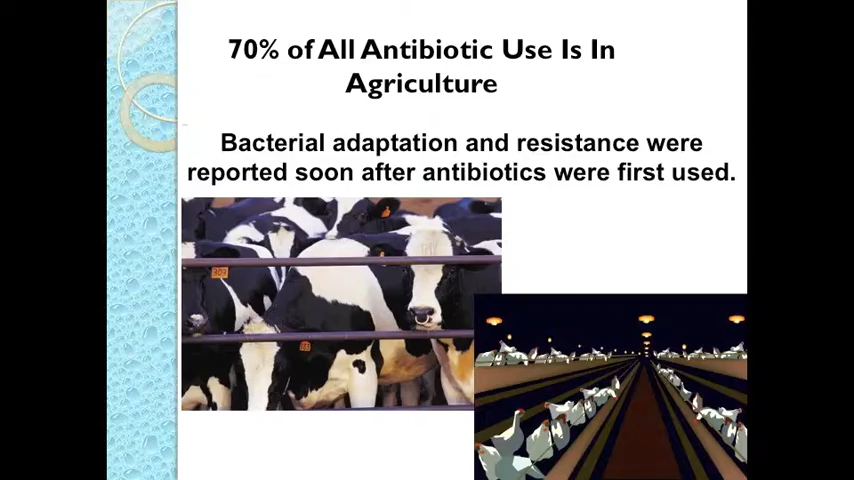 70% of All Antibiotic Use Is In
Agriculture
Bacterial adaptation and resistance were
reported soon after antibiotics were first used.